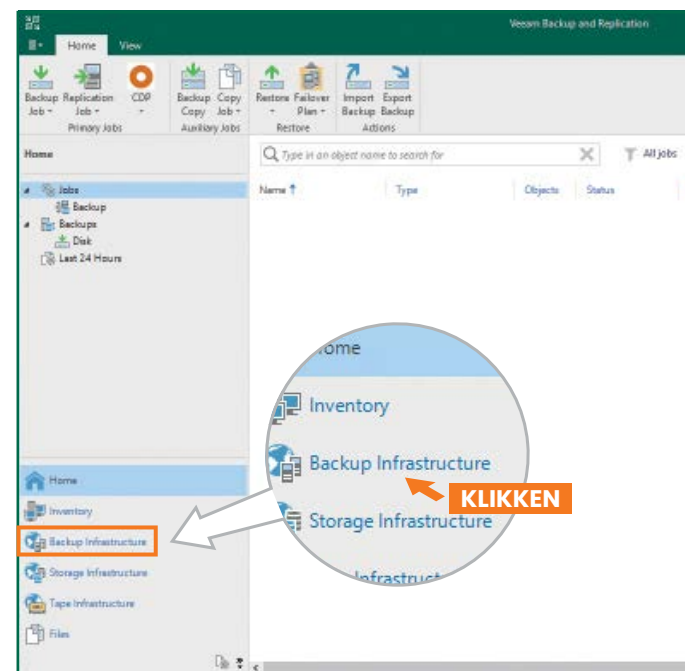 Veeam Backup and Replication
Home View
Backup Job Replication Job CDP Backup Copy Copy Job Restore Failover Plan Import Backup Export Backup
Primary Jobs Auxiliary Jobs Restore Actions
Home
Type in an object name to search for
All jobs
Jobs
Backup
Backups
Disk
Last 24 Hours
Name Type Objects Status
ome
Inventory
Backup Infrastructure
KLIKKEN
Storage Infrastructure
Infrastruct
Home
Inventory
Backup Infrastructure
Storage Infrastructure
Tape Infrastructure
Files